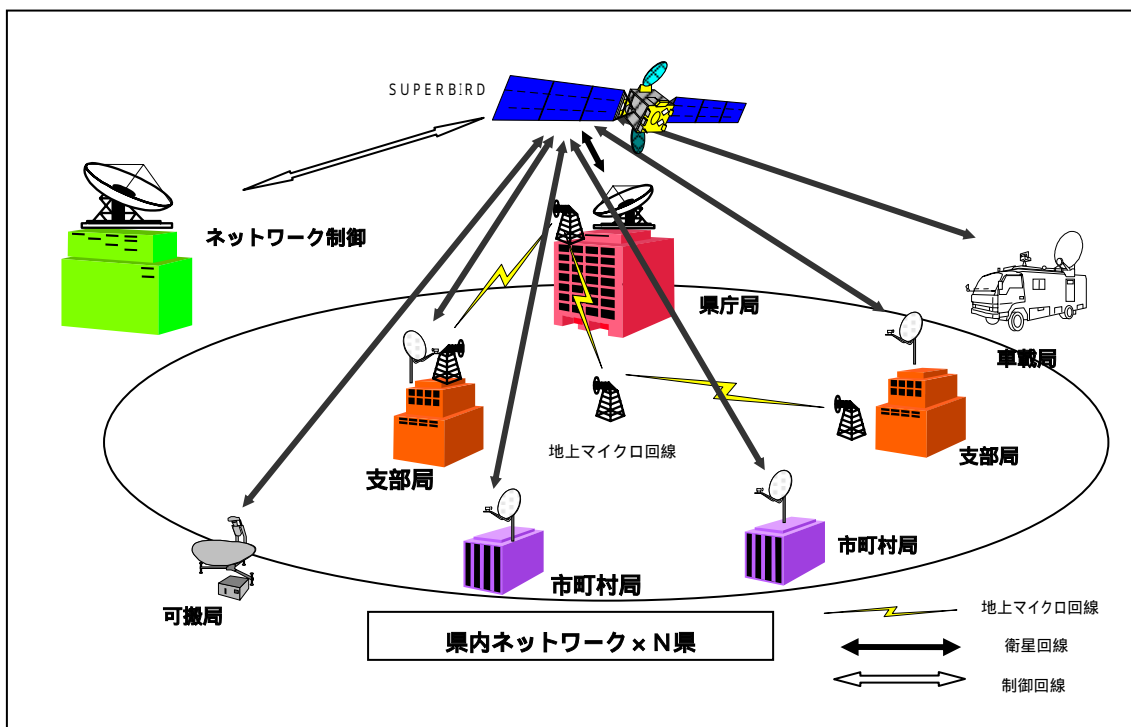 SUPERBIRD
ネットワーク制御
県庁局
車載局
支部局
地上マイクロ回線
支部局
市町村局
市町村局
可搬局
県内ネットワーク×N県
地上マイクロ回線
衛星回線
制御回線